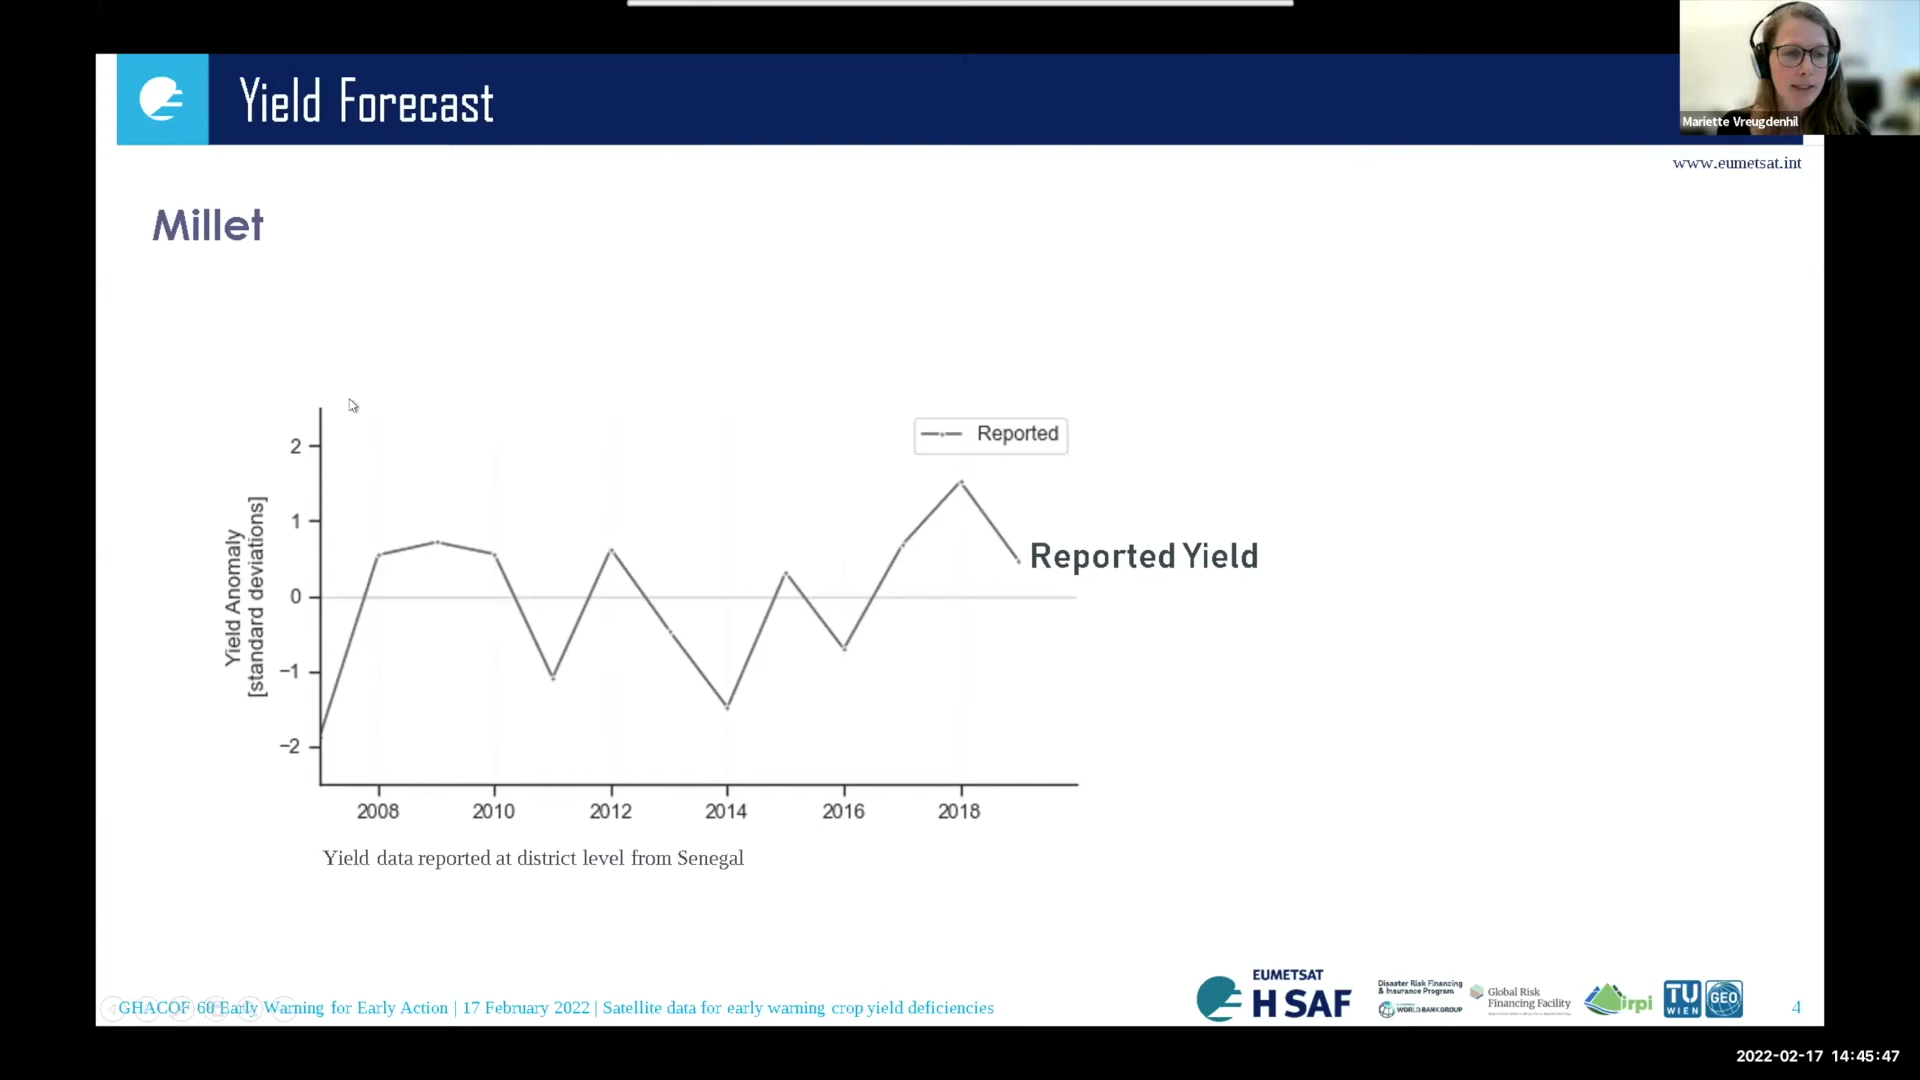 Yield Forecast
Mariette Vreugdenhil
www.eumetsat.int
Millet
Reported
2
1
0
−1
−2
Yield Anomaly
[standard deviations]
Reported Yield
2008 2010 2012 2014 2016 2018
Yield data reported at district level from Senegal
GHACOF 60 Early Warning for Early Action | 17 February 2022 | Satellite data for early warning crop yield deficiencies
EUMETSAT
H SAF
Disaster Risk Financing
& Insurance Program
WORLD BANK GROUP
Global Risk
Financing Facility
irpi
TU
WIEN
GEO
4
2022-02-17 14:45:47